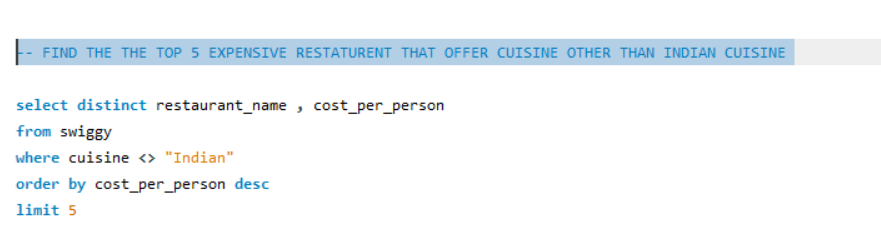 -- FIND THE THE TOP 5 EXPENSIVE RESTATURENT THAT OFFER CUISINE OTHER THAN INDIAN CUISINE
select distinct restaurant_name , cost_per_person
from swiggy
where cuisine <> "Indian"
order by cost_per_person desc
limit 5